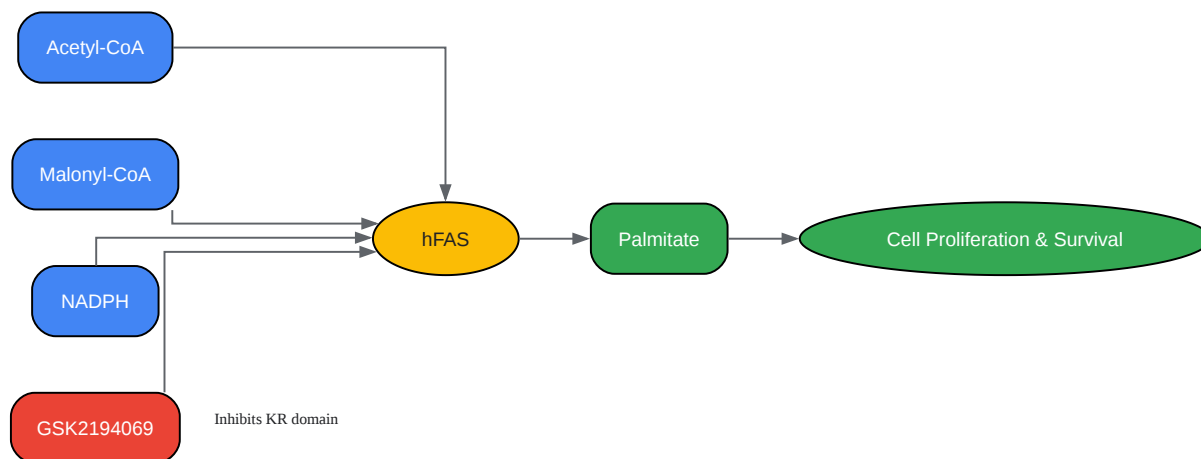 Acetyl-CoA
Malonyl-CoA
hFAS
Palmitate
Cell Proliferation & Survival
NADPH
GSK2194069
Inhibits KR domain